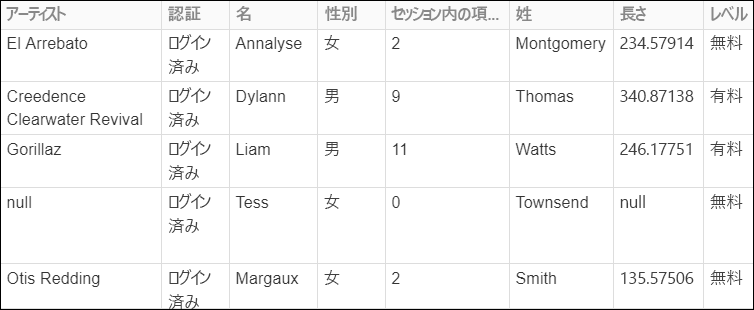 アーティスト 認証 名 性別 セッション内の項... 姓 長さ レベル
El Arrebato ログイン Annalyse 女 2 Montgomery 234.57914 無料
済み
Creedence ログイン Dylann 男 9 Thomas 340.87138 有料
Clearwater Revival 済み
Gorillaz ログイン Liam 男 11 Watts 246.17751 有料
済み
null ログイン Tess 女 0 Townsend null 無料
済み
Otis Redding ログイン Margaux 女 2 Smith 135.57506 無料
済み